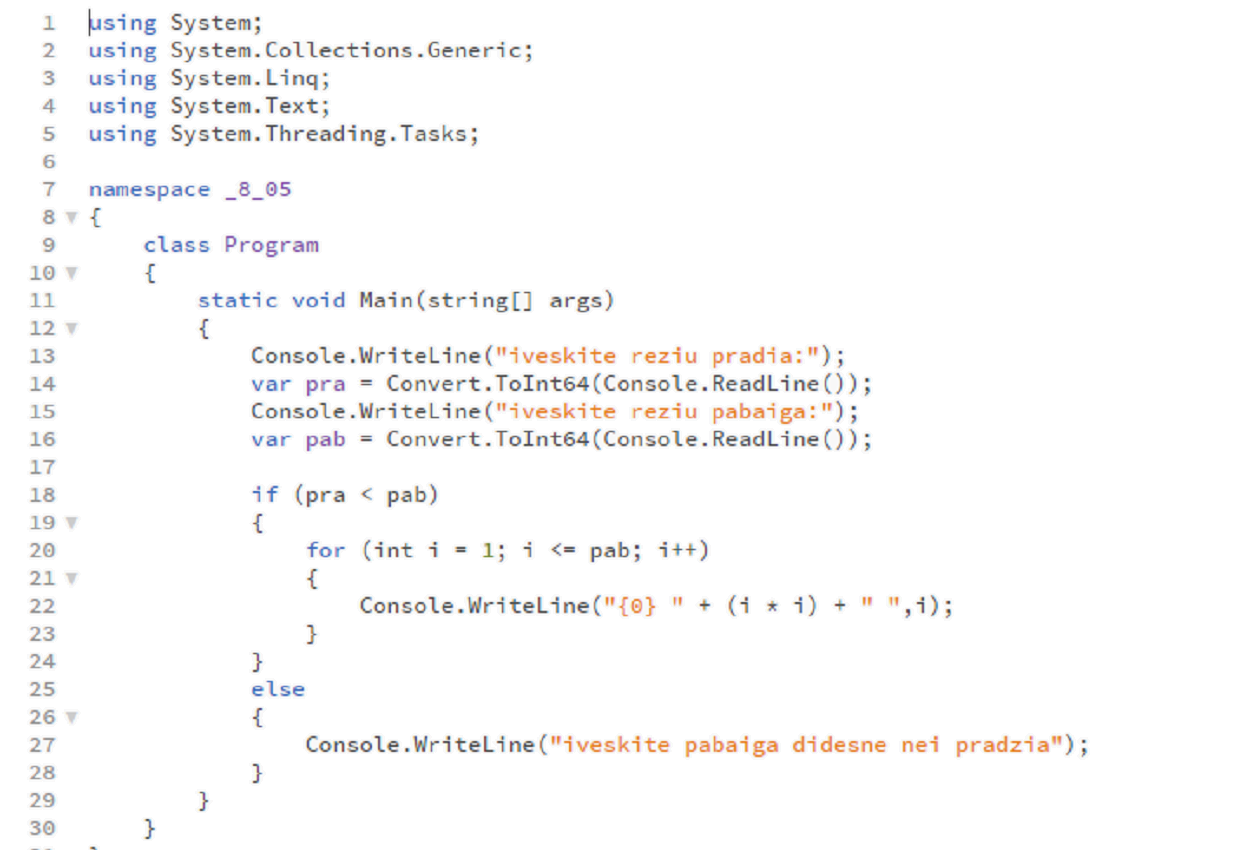 1 using System;
2 using System.Collections.Generic;
3 using System.Linq;
4 using System.Text;
5 using System.Threading.Tasks;
6
7 namespace _8_05
8 {
9 class Program
10 {
11 static void Main(string[] args)
12 {
13 Console.WriteLine("iveskite reziu pradia:");
14 var pra = Convert.ToInt64(Console.ReadLine());
15 Console.WriteLine("iveskite reziu pabaiga:");
16 var pab = Convert.ToInt64(Console.ReadLine());
17
18 if (pra < pab)
19 {
20 for (int i = 1; i <= pab; i++)
21 {
22 Console.WriteLine("{0} " + (i * i) + " ",i);
23 }
24 }
25 else
26 {
27 Console.WriteLine("iveskite pabaiga didesne nei pradzia");
28 }
29 }
30 }